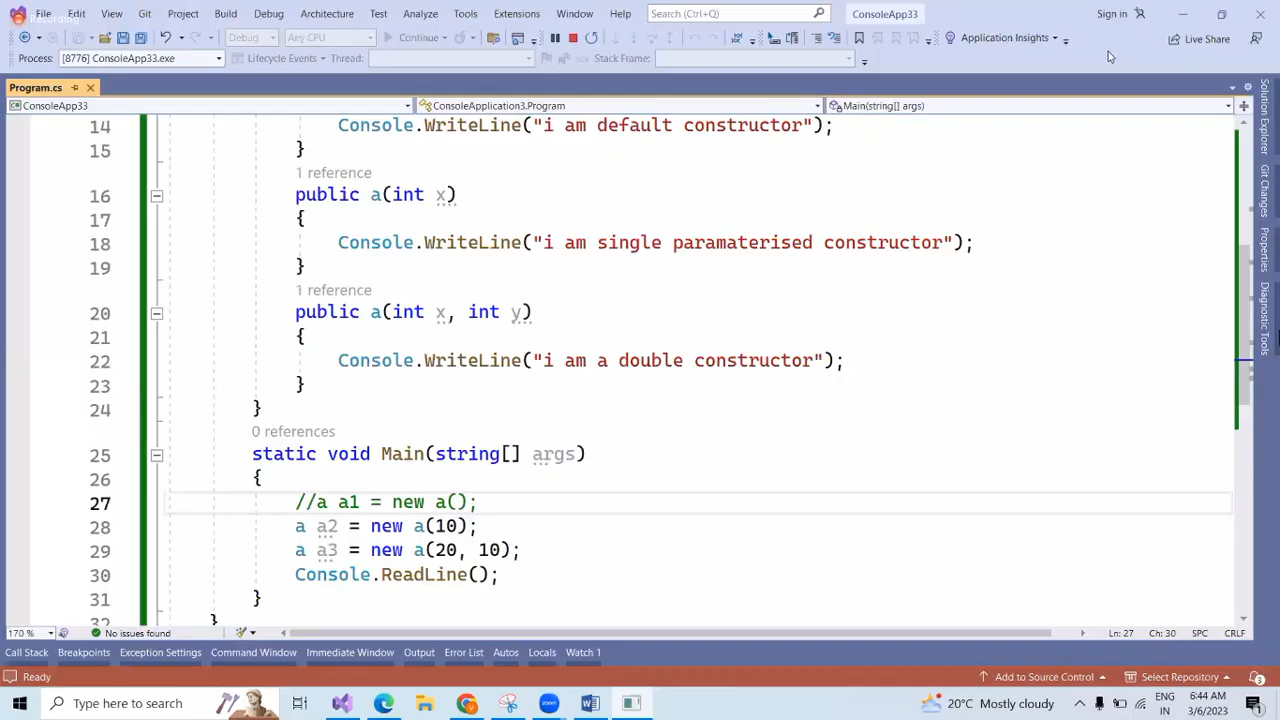 Recording
File Edit View Git Project Build Debug Architecture Test Analyze Tools Extensions Window Help Search (Ctrl+Q) ConsoleApp33 Sign in
Debug Any CPU Continue Application Insights Live Share
Process: [8776] ConsoleApp33.exe Lifecycle Events Thread: Stack Frame:
Program.cs
ConsoleApp33 ConsoleApplication3.Program Main(string[] args)
14 Console.WriteLine("i am default constructor");
15 }
1 reference
16 public a(int x)
17 {
18 Console.WriteLine("i am single paramaterised constructor");
19 }
1 reference
20 public a(int x, int y)
21 {
22 Console.WriteLine("i am a double constructor");
23 }
24 }
0 references
25 static void Main(string[] args)
26 {
27 //a a1 = new a();
28 a a2 = new a(10);
29 a a3 = new a(20, 10);
30 Console.ReadLine();
31 }
32 }
Solution Explorer
Git Changes
Properties
Diagnostic Tools
170 % No issues found Ln: 27 Ch: 30 SPC CRLF
Call Stack Breakpoints Exception Settings Command Window Immediate Window Output Error List Autos Locals Watch 1
Ready Add to Source Control Select Repository 3
Type here to search zoom 20°C Mostly cloudy ENG 6:44 AM
IN 3/6/2023 1